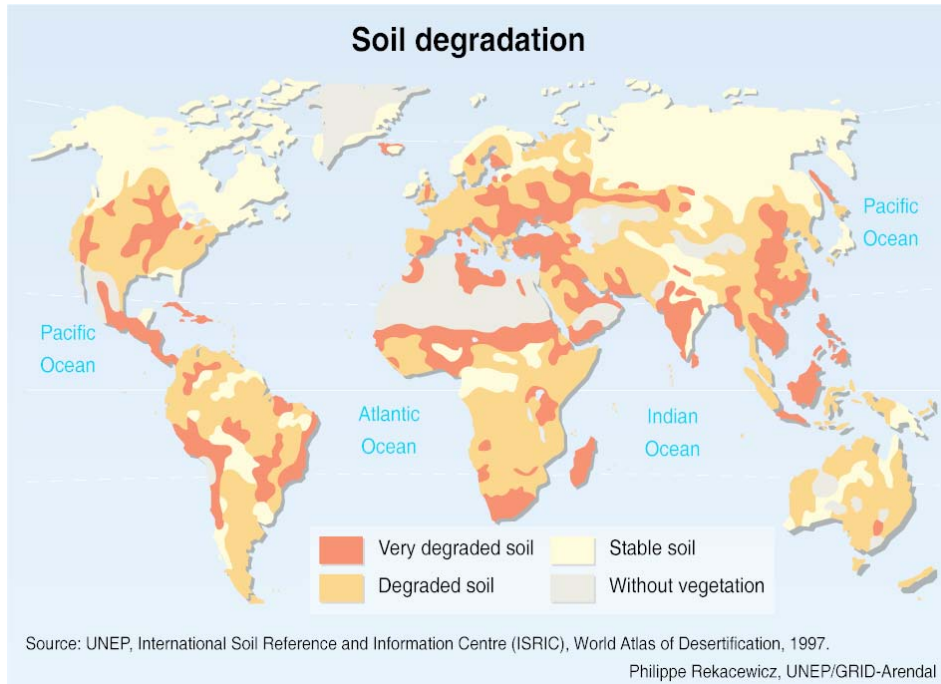 Soil degradation
Pacific
Ocean
Pacific
Ocean
Atlantic
Ocean
Indian
Ocean
Very degraded soil
Stable soil
Degraded soil
Without vegetation
Source: UNEP, International Soil Reference and Information Centre (ISRIC), World Atlas of Desertification, 1997.
Philippe Rekacewicz, UNEP/GRID-Arendal